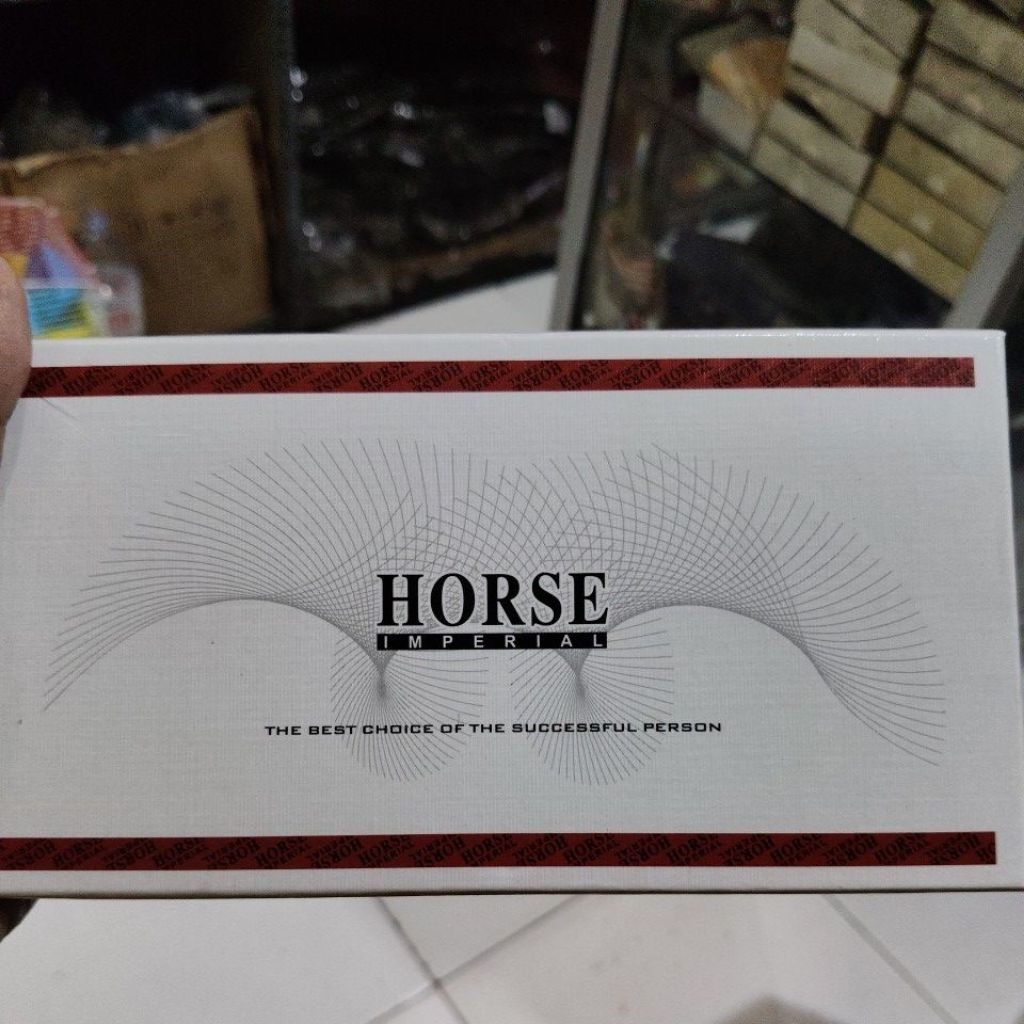 HORSE
IMPERIAL
THE BEST CHOICE OF THE SUCCESSFUL PERSON